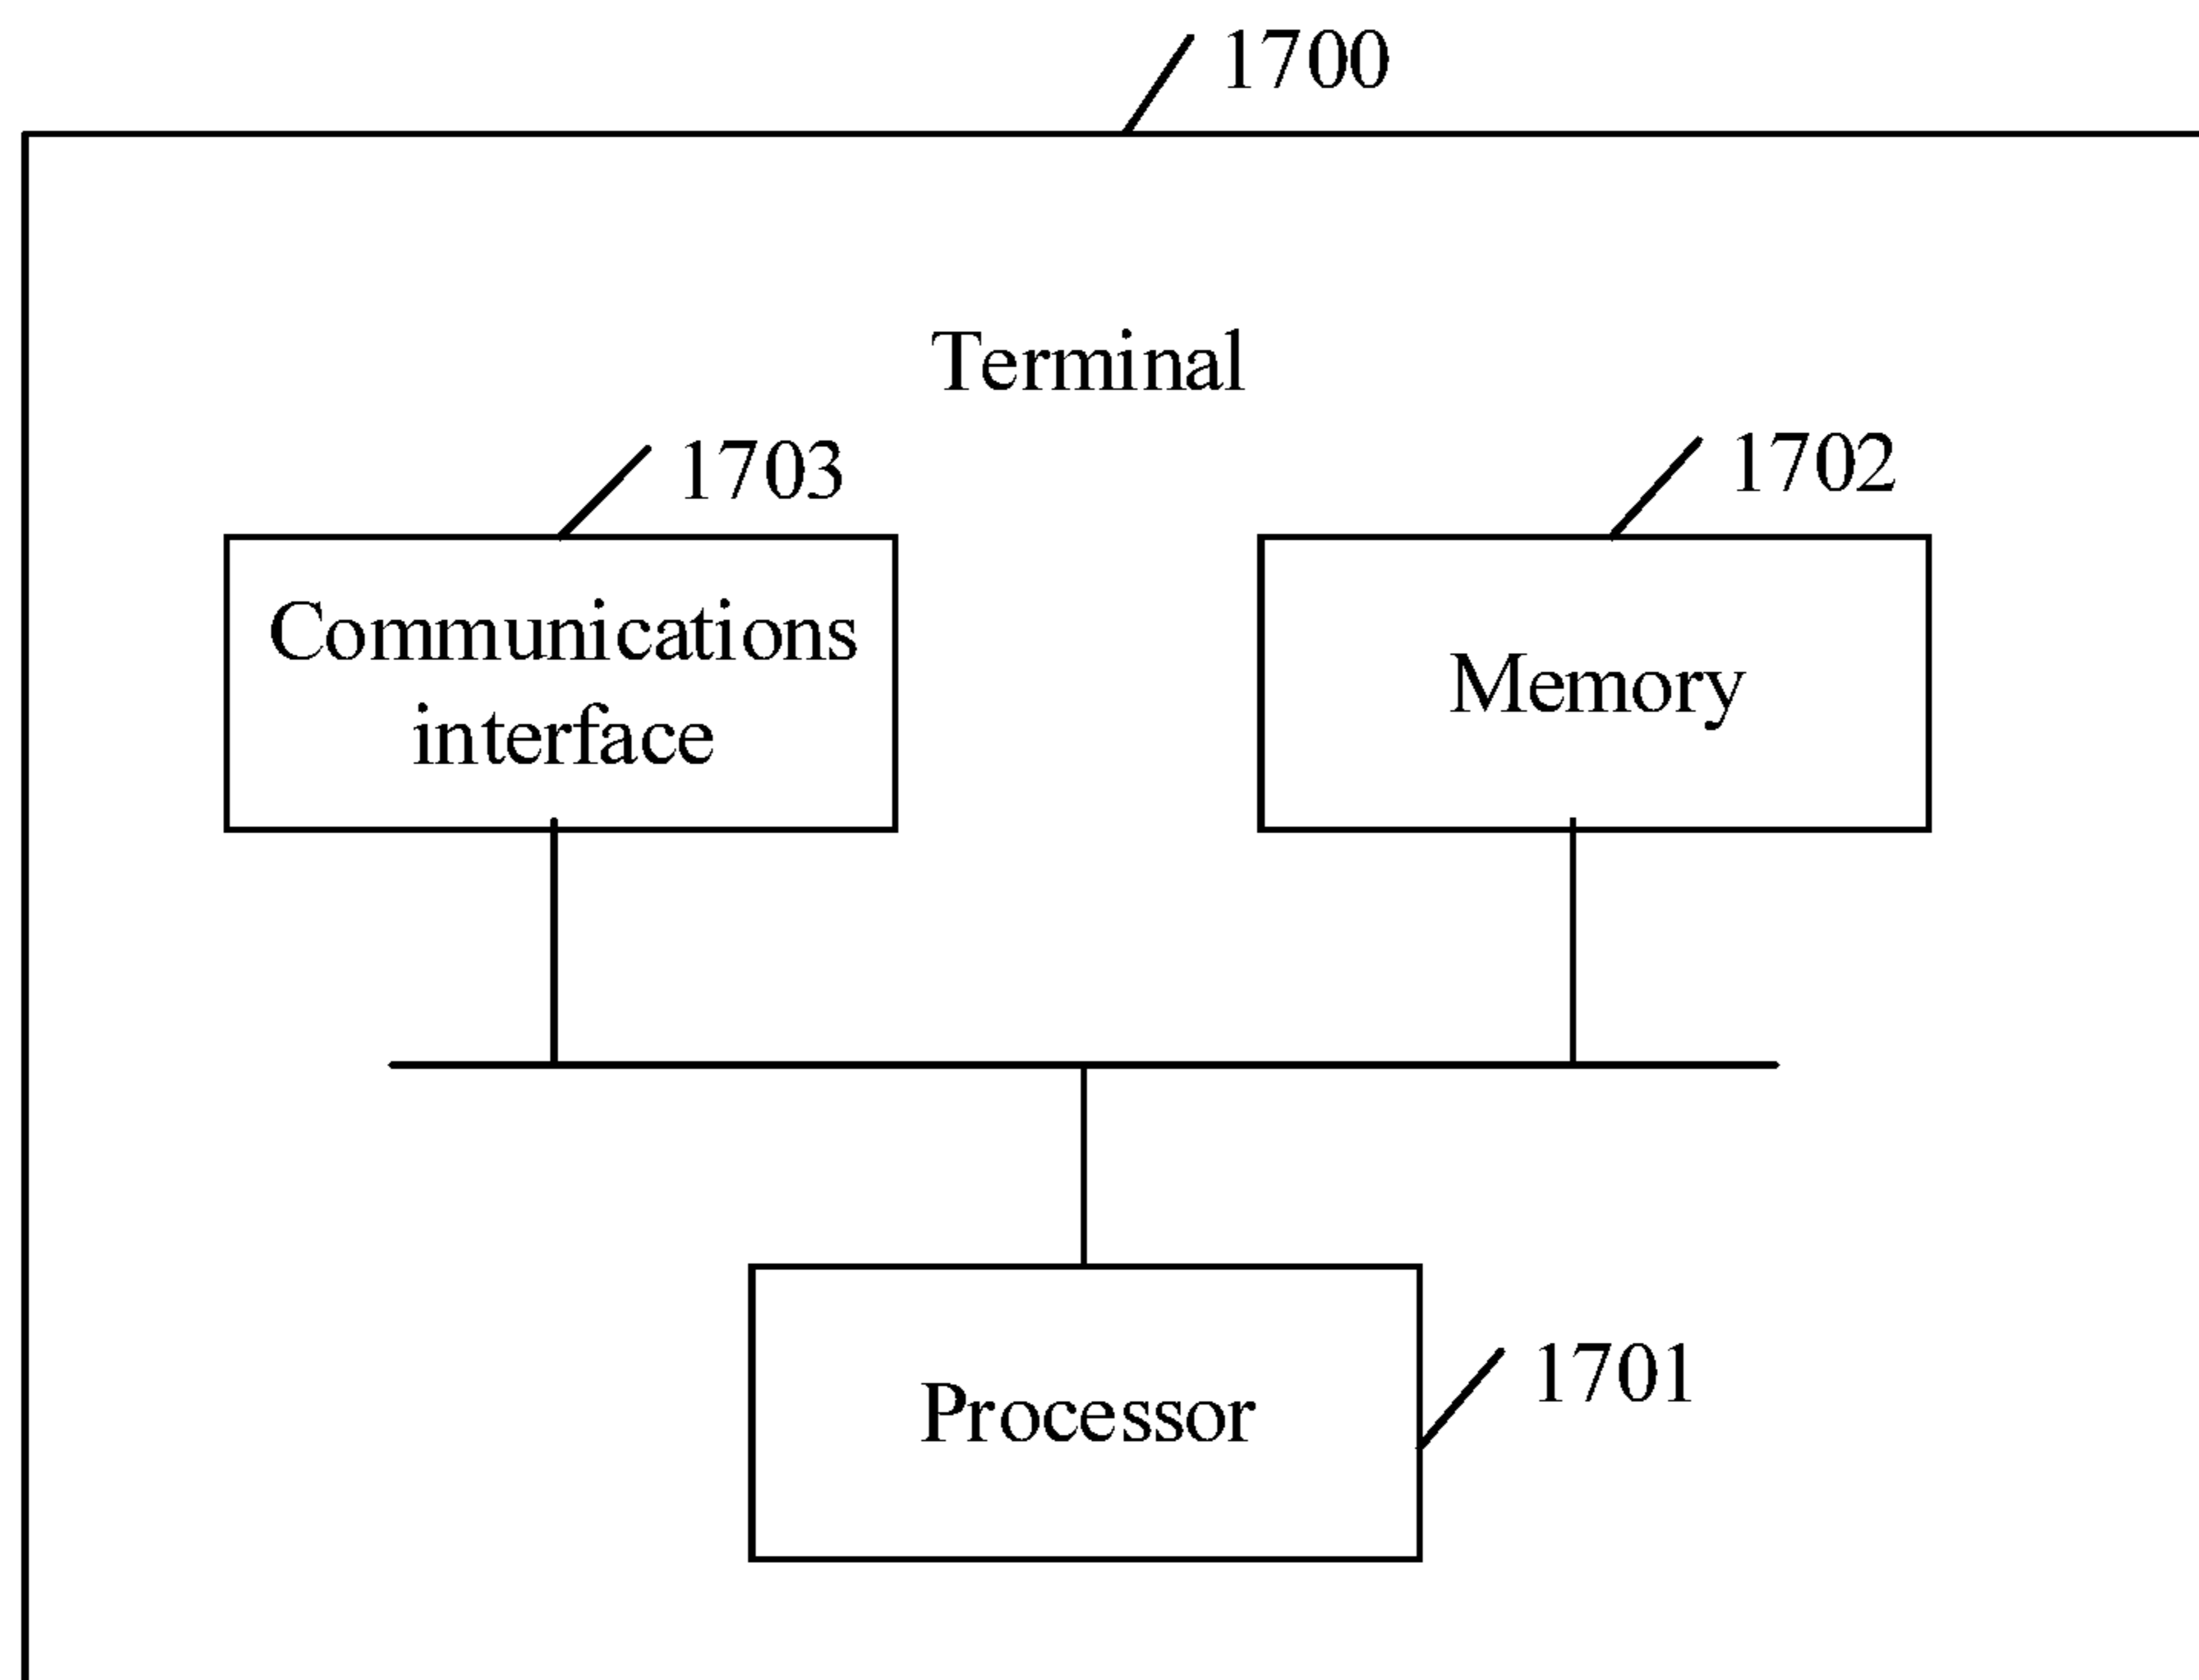 1700
Terminal
1703
1702
Communications
interface
Memory
Processor
1701